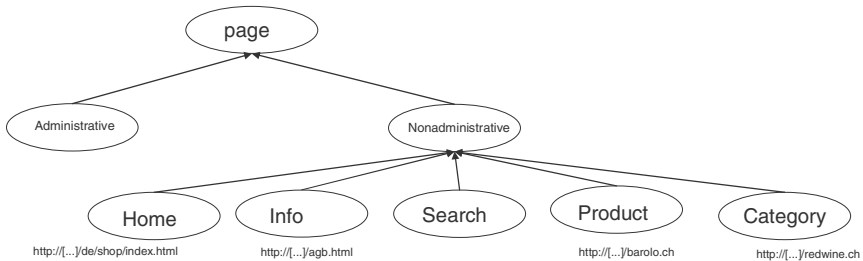 page
Administrative
Nonadministrative
Home
Info
Search
Product
Category
http://[...]/de/shop/index.html
http://[...]/agb.html
http://[...]/barolo.ch
http://[...]/redwine.ch